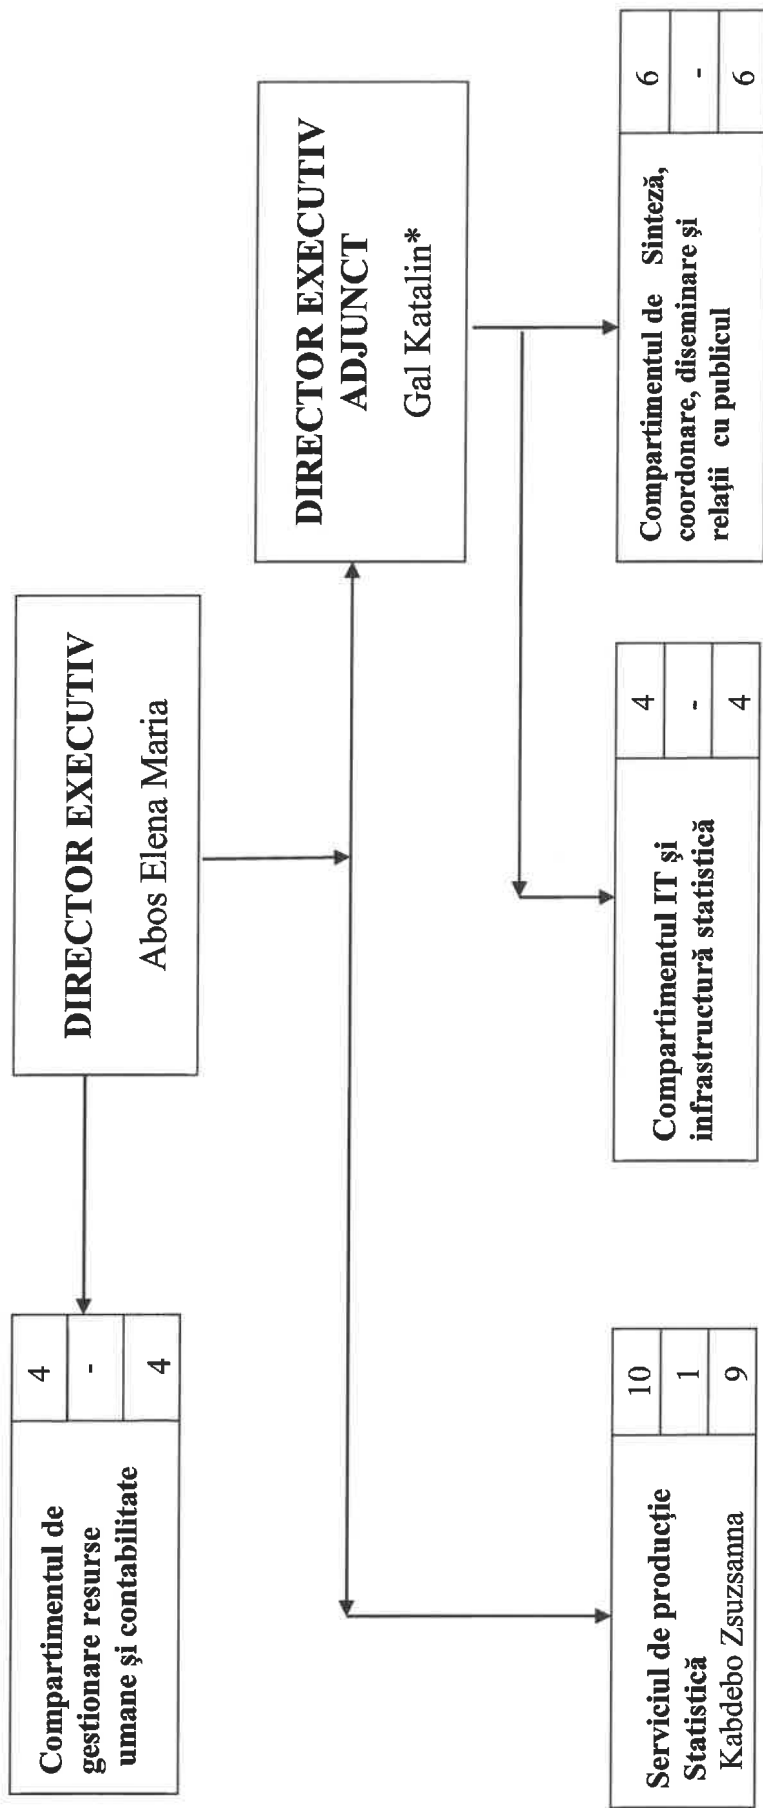 DIRECTOR EXECUTIV
Abos Elena Maria
Compartimentul de
gestionare resurse
umane şi contabilitate
4
-
4
DIRECTOR EXECUTIV
ADJUNCT
Gal Katalin*
Serviciul de producţie
Statistică
Kabdebo Zsuzsanna
10
1
9
Compartimentul IT şi
infrastructură statistică
4
-
4
Compartimentul de Sinteză,
coordonare, diseminare şi
relaţii cu publicul
6
-
6